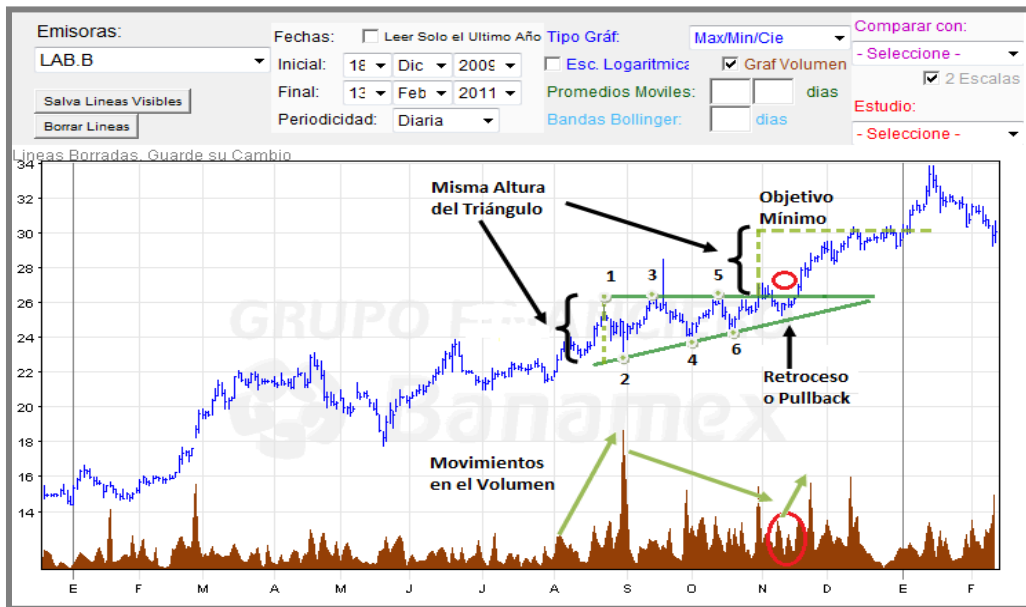 Emisoras:
LAB.B
Salva Lineas Visibles
Borrar Lineas
Fechas:
Leer Solo el Ultimo Año
Inicial:
Dic
2009
Final:
13
Feb
2011
Periodicidad:
Diaria
Tipo Gráf:
Max/Min/Cie
Esc. Logaritmica
Graf Volumen
Promedios Moviles:
dias
Bandas Bollinger:
dias
Comparar con:
- Seleccione -
2 Escalas
Estudio:
- Seleccione -
Lineas Borradas, Guarde su Cambio
34
32
30
28
26
24
22
20
18
16
14
Misma Altura
del Triángulo
Objetivo
Mínimo
1
3
5
2
4
6
Retroceso
o Pullback
Movimientos
en el Volumen
GRUPO
Banamex
E
F
M
A
M
J
J
A
S
O
N
D
E
F